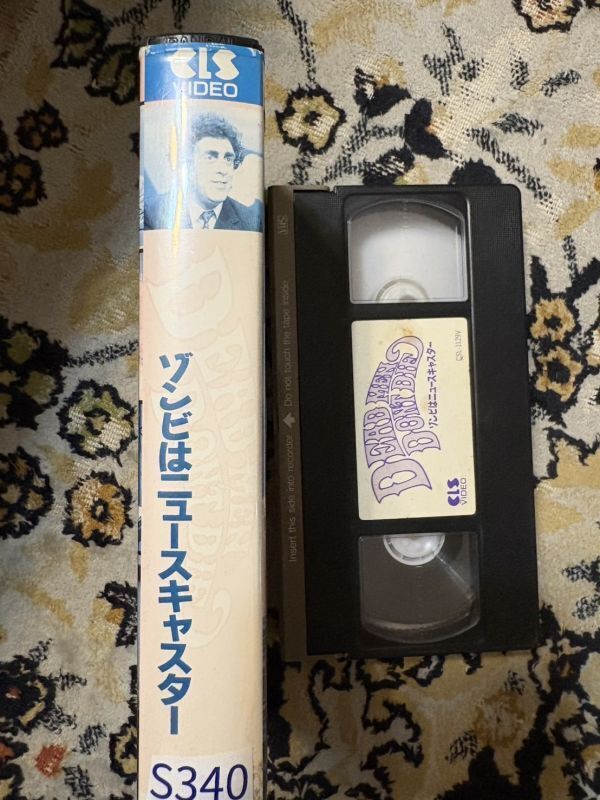 CLS
VIDEO
ゾンビはニュースキャスター
S340
VHS
Insert this side into recorder Do not touch the tape inside
DEAD MEN
DON'T DIE
ゾンビはニュースキャスター
CLS
VIDEO